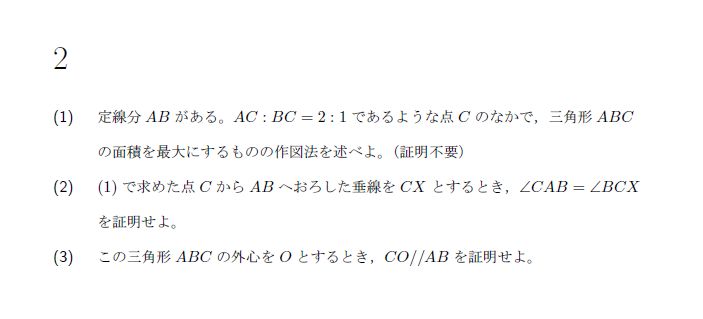 2
(1) 定線分 AB がある。AC : BC = 2 : 1 であるような点 C のなかで，三角形 ABC
の面積を最大にするものの作図法を述べよ。（証明不要）
(2) (1) で求めた点 C から AB へおろした垂線を CX とするとき，∠CAB = ∠BCX
を証明せよ。
(3) この三角形 ABC の外心を O とするとき，CO//AB を証明せよ。